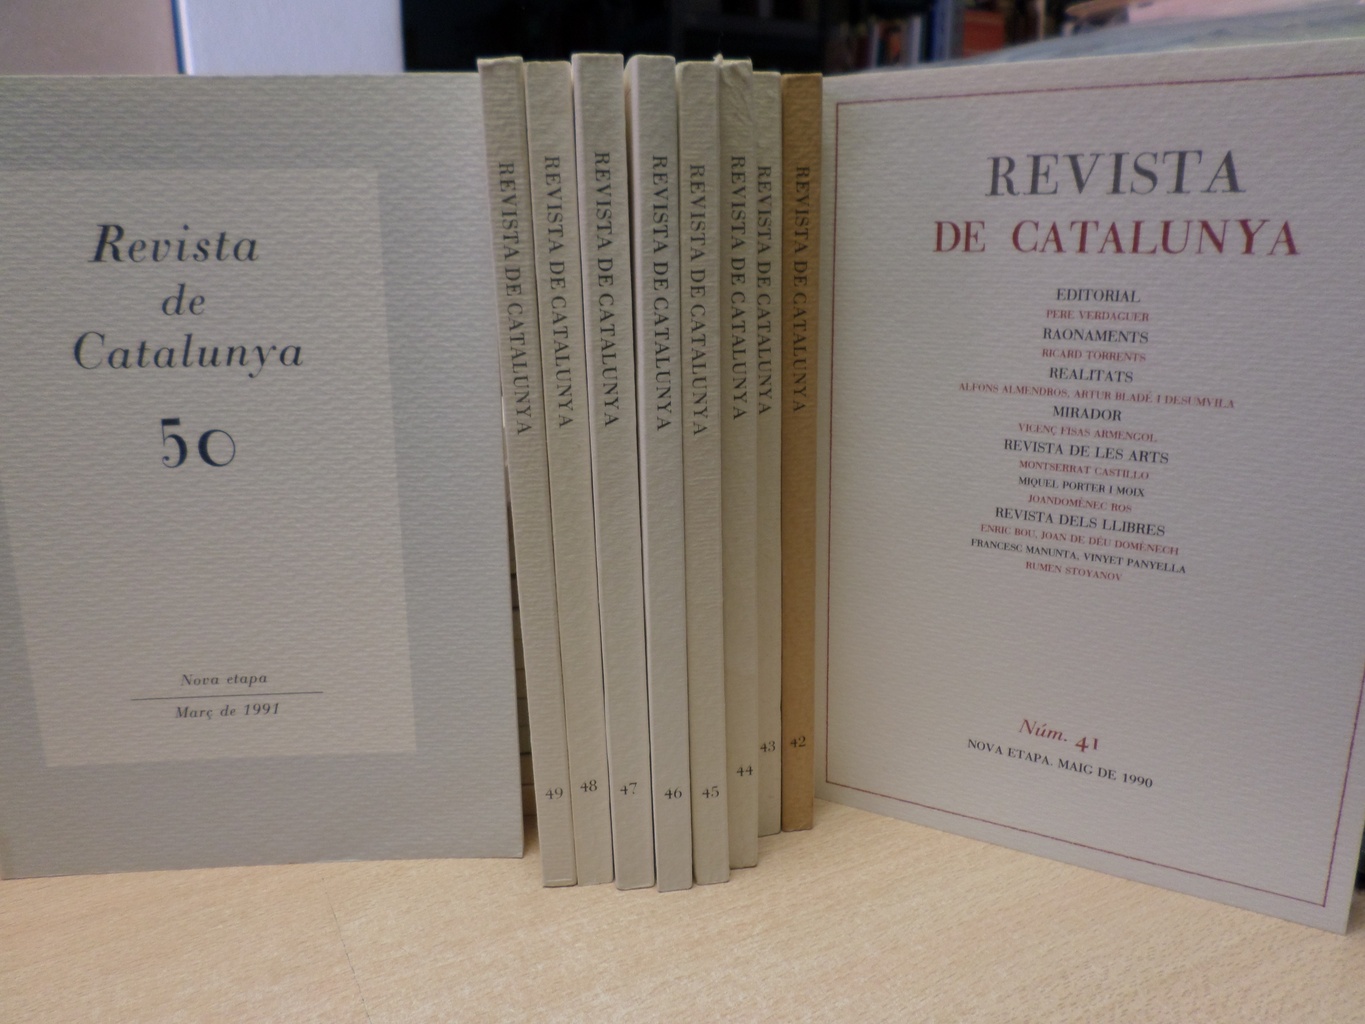 Revista
de
Catalunya
50
Nova etapa
Març de 1991
REVISTA DE CATALUNYA
49
REVISTA DE CATALUNYA
48
REVISTA DE CATALUNYA
47
REVISTA DE CATALUNYA
46
REVISTA DE CATALUNYA
45
REVISTA DE CATALUNYA
44
REVISTA DE CATALUNYA
43
REVISTA DE CATALUNYA
42
REVISTA
DE CATALUNYA
EDITORIAL
PERE VERDAGUER
RAONAMENTS
RICARD TORRENTS
REALITATS
ALFONS ALMENDROS, ARTUR BLADÉ I DESUMVILA
MIRADOR
VICENÇ FISAS ARMENGOL
REVISTA DE LES ARTS
MONTSERRAT CASTILLO
MIQUEL PORTER I MOIX
JOANDOMÈNEC ROS
REVISTA DELS LLIBRES
ENRIC BOU, JOAN DE DÉU DOMÈNECH
FRANCESC MANUNTA, VINYET PANYELLA
RUMEN STOYANOV
Núm. 41
NOVA ETAPA. MAIG DE 1990